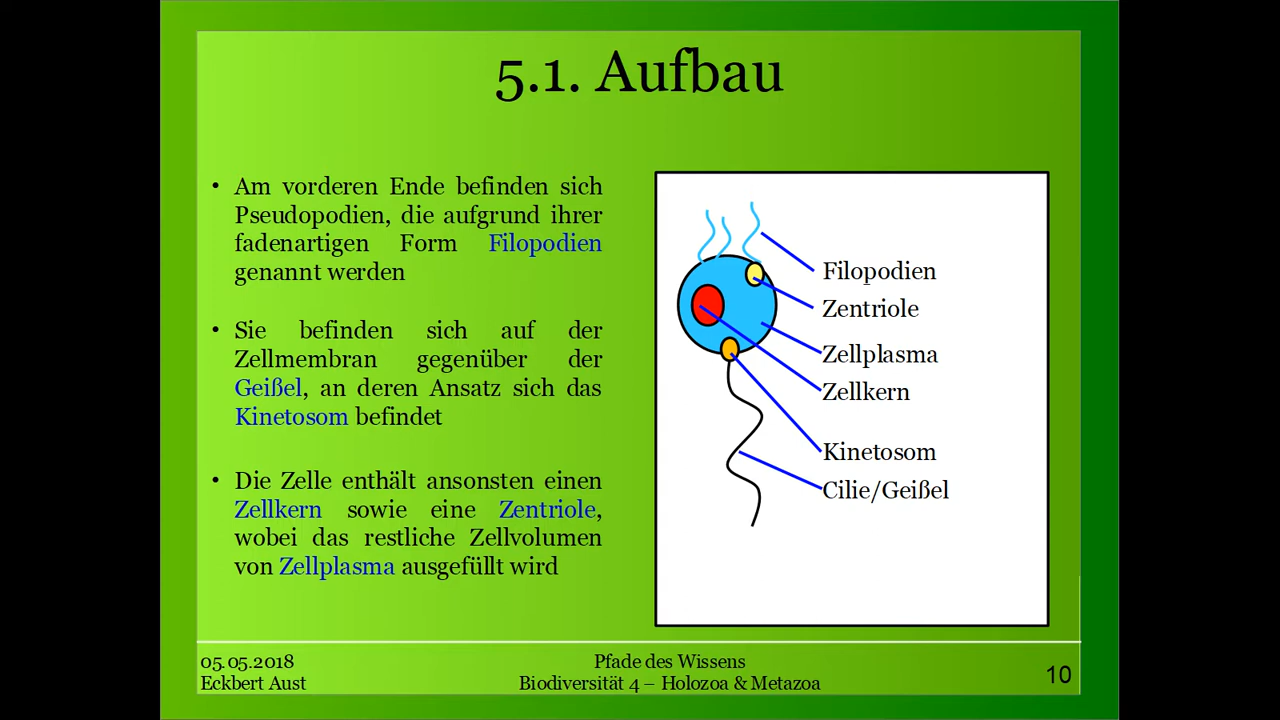 5.1. Aufbau
• Am vorderen Ende befinden sich
Pseudopodien, die aufgrund ihrer
fadenartigen Form Filopodien
genannt werden
• Sie befinden sich auf der
Zellmembran gegenüber der
Geißel, an deren Ansatz sich das
Kinetosom befindet
• Die Zelle enthält ansonsten einen
Zellkern sowie eine Zentriole,
wobei das restliche Zellvolumen
von Zellplasma ausgefüllt wird
Filopodien
Zentriole
Zellplasma
Zellkern
Kinetosom
Cilie/Geißel
05.05.2018
Eckbert Aust
Pfade des Wissens
Biodiversität 4 – Holozoa & Metazoa
10